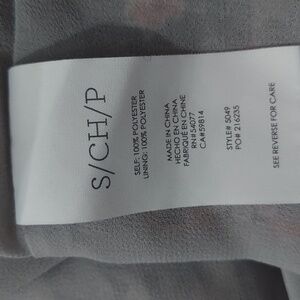 S/CH/P
SELF: 100% POLYESTER
LINING: 100% POLYESTER
MADE IN CHINA
HECHO EN CHINA
FABRIQUÉ EN CHINE
RN#54077
CA#59814
STYLE# 5049
PO# 216235
SEE REVERSE FOR CARE